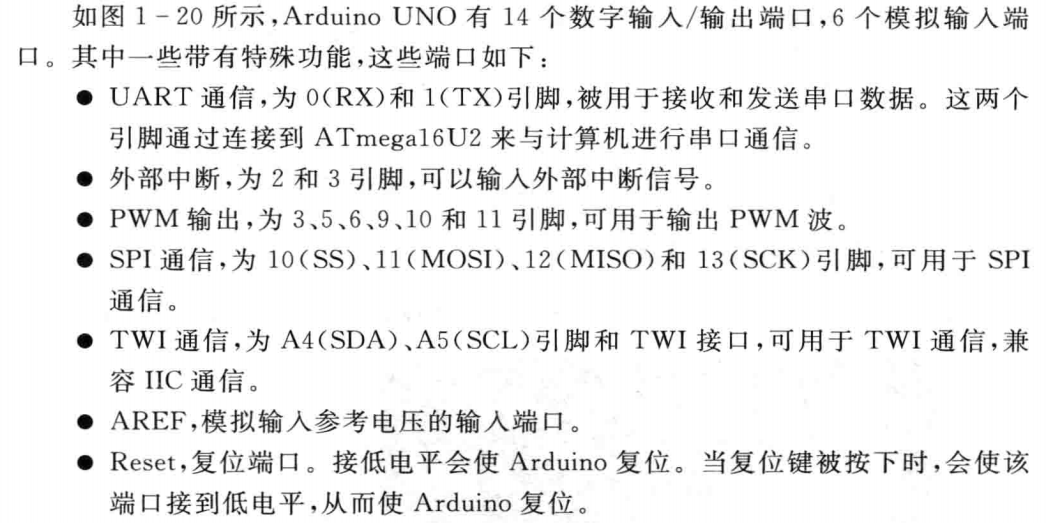 如图 1-20 所示,Arduino UNO 有 14 个数字输入/输出端口,6 个模拟输入端
口。其中一些带有特殊功能,这些端口如下:
● UART 通信,为 0(RX)和 1(TX)引脚,被用于接收和发送串口数据。这两个
引脚通过连接到 ATmega16U2 来与计算机进行串口通信。
● 外部中断,为 2 和 3 引脚,可以输入外部中断信号。
● PWM 输出,为 3、5、6、9、10 和 11 引脚,可用于输出 PWM 波。
● SPI 通信,为 10(SS)、11(MOSI)、12(MISO)和 13(SCK)引脚,可用于 SPI
通信。
● TWI 通信,为 A4(SDA)、A5(SCL)引脚和 TWI 接口,可用于 TWI 通信,兼
容 IIC 通信。
● AREF,模拟输入参考电压的输入端口。
● Reset,复位端口。接低电平会使 Arduino 复位。当复位键被按下时,会使该
端口接到低电平,从而使 Arduino 复位。